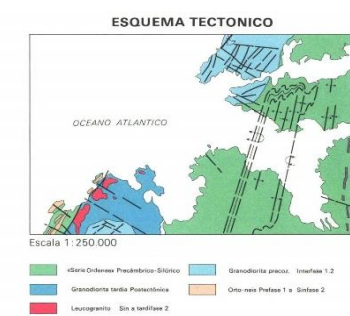 ESQUEMA TECTONICO
OCEANO ATLANTICO
Escala 1:250.000
«Serie Ordenes» Precámbrico-Silúrico
Granodiorita precoz. Interfase 1.2
Granodiorita tardia Postectónica
Orto-neis Prefase 1 a Sinfase 2
Leucogranito Sin a tardifase 2